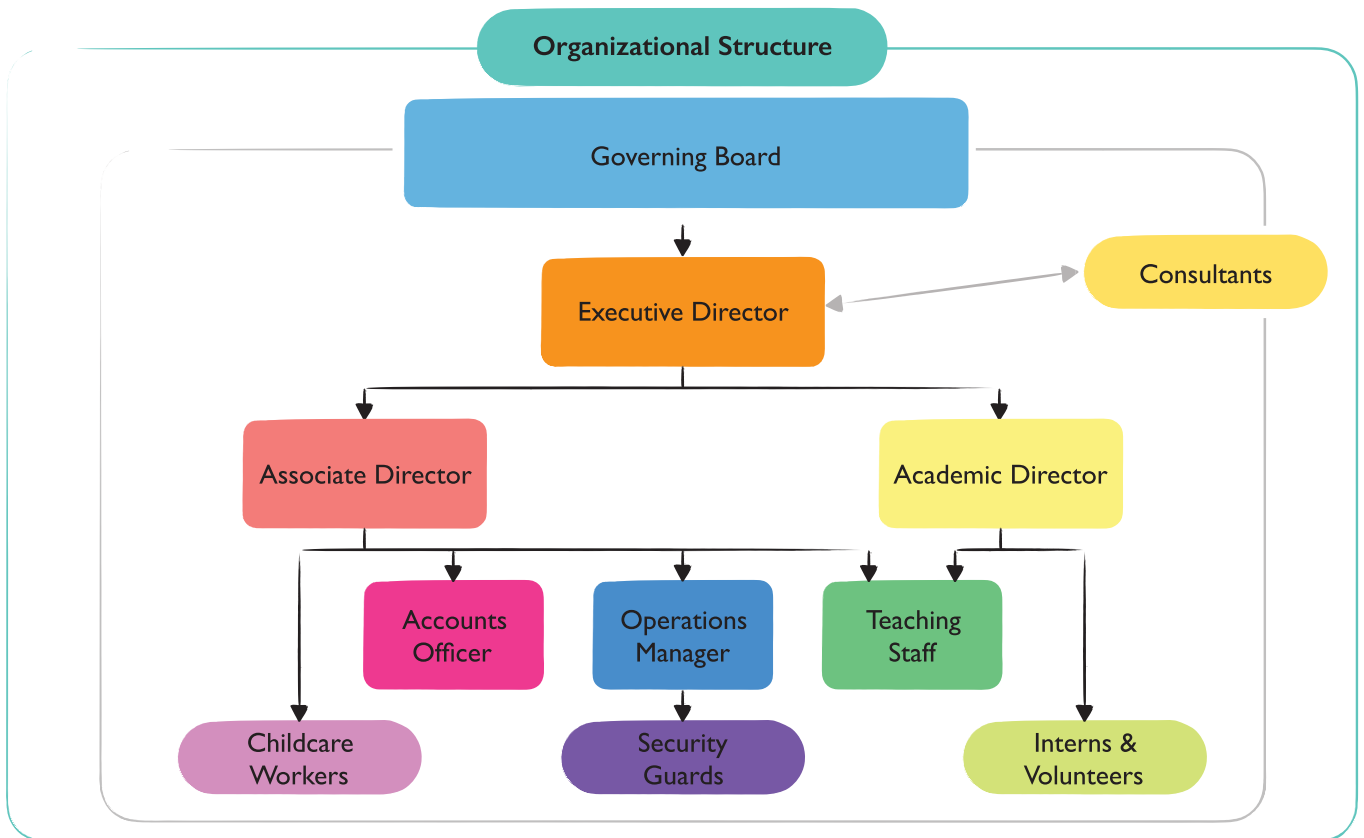 Organizational Structure
Governing Board
Consultants
Executive Director
Associate Director
Academic Director
Accounts
Officer
Operations
Manager
Teaching
Staff
Childcare
Workers
Security
Guards
Interns &
Volunteers